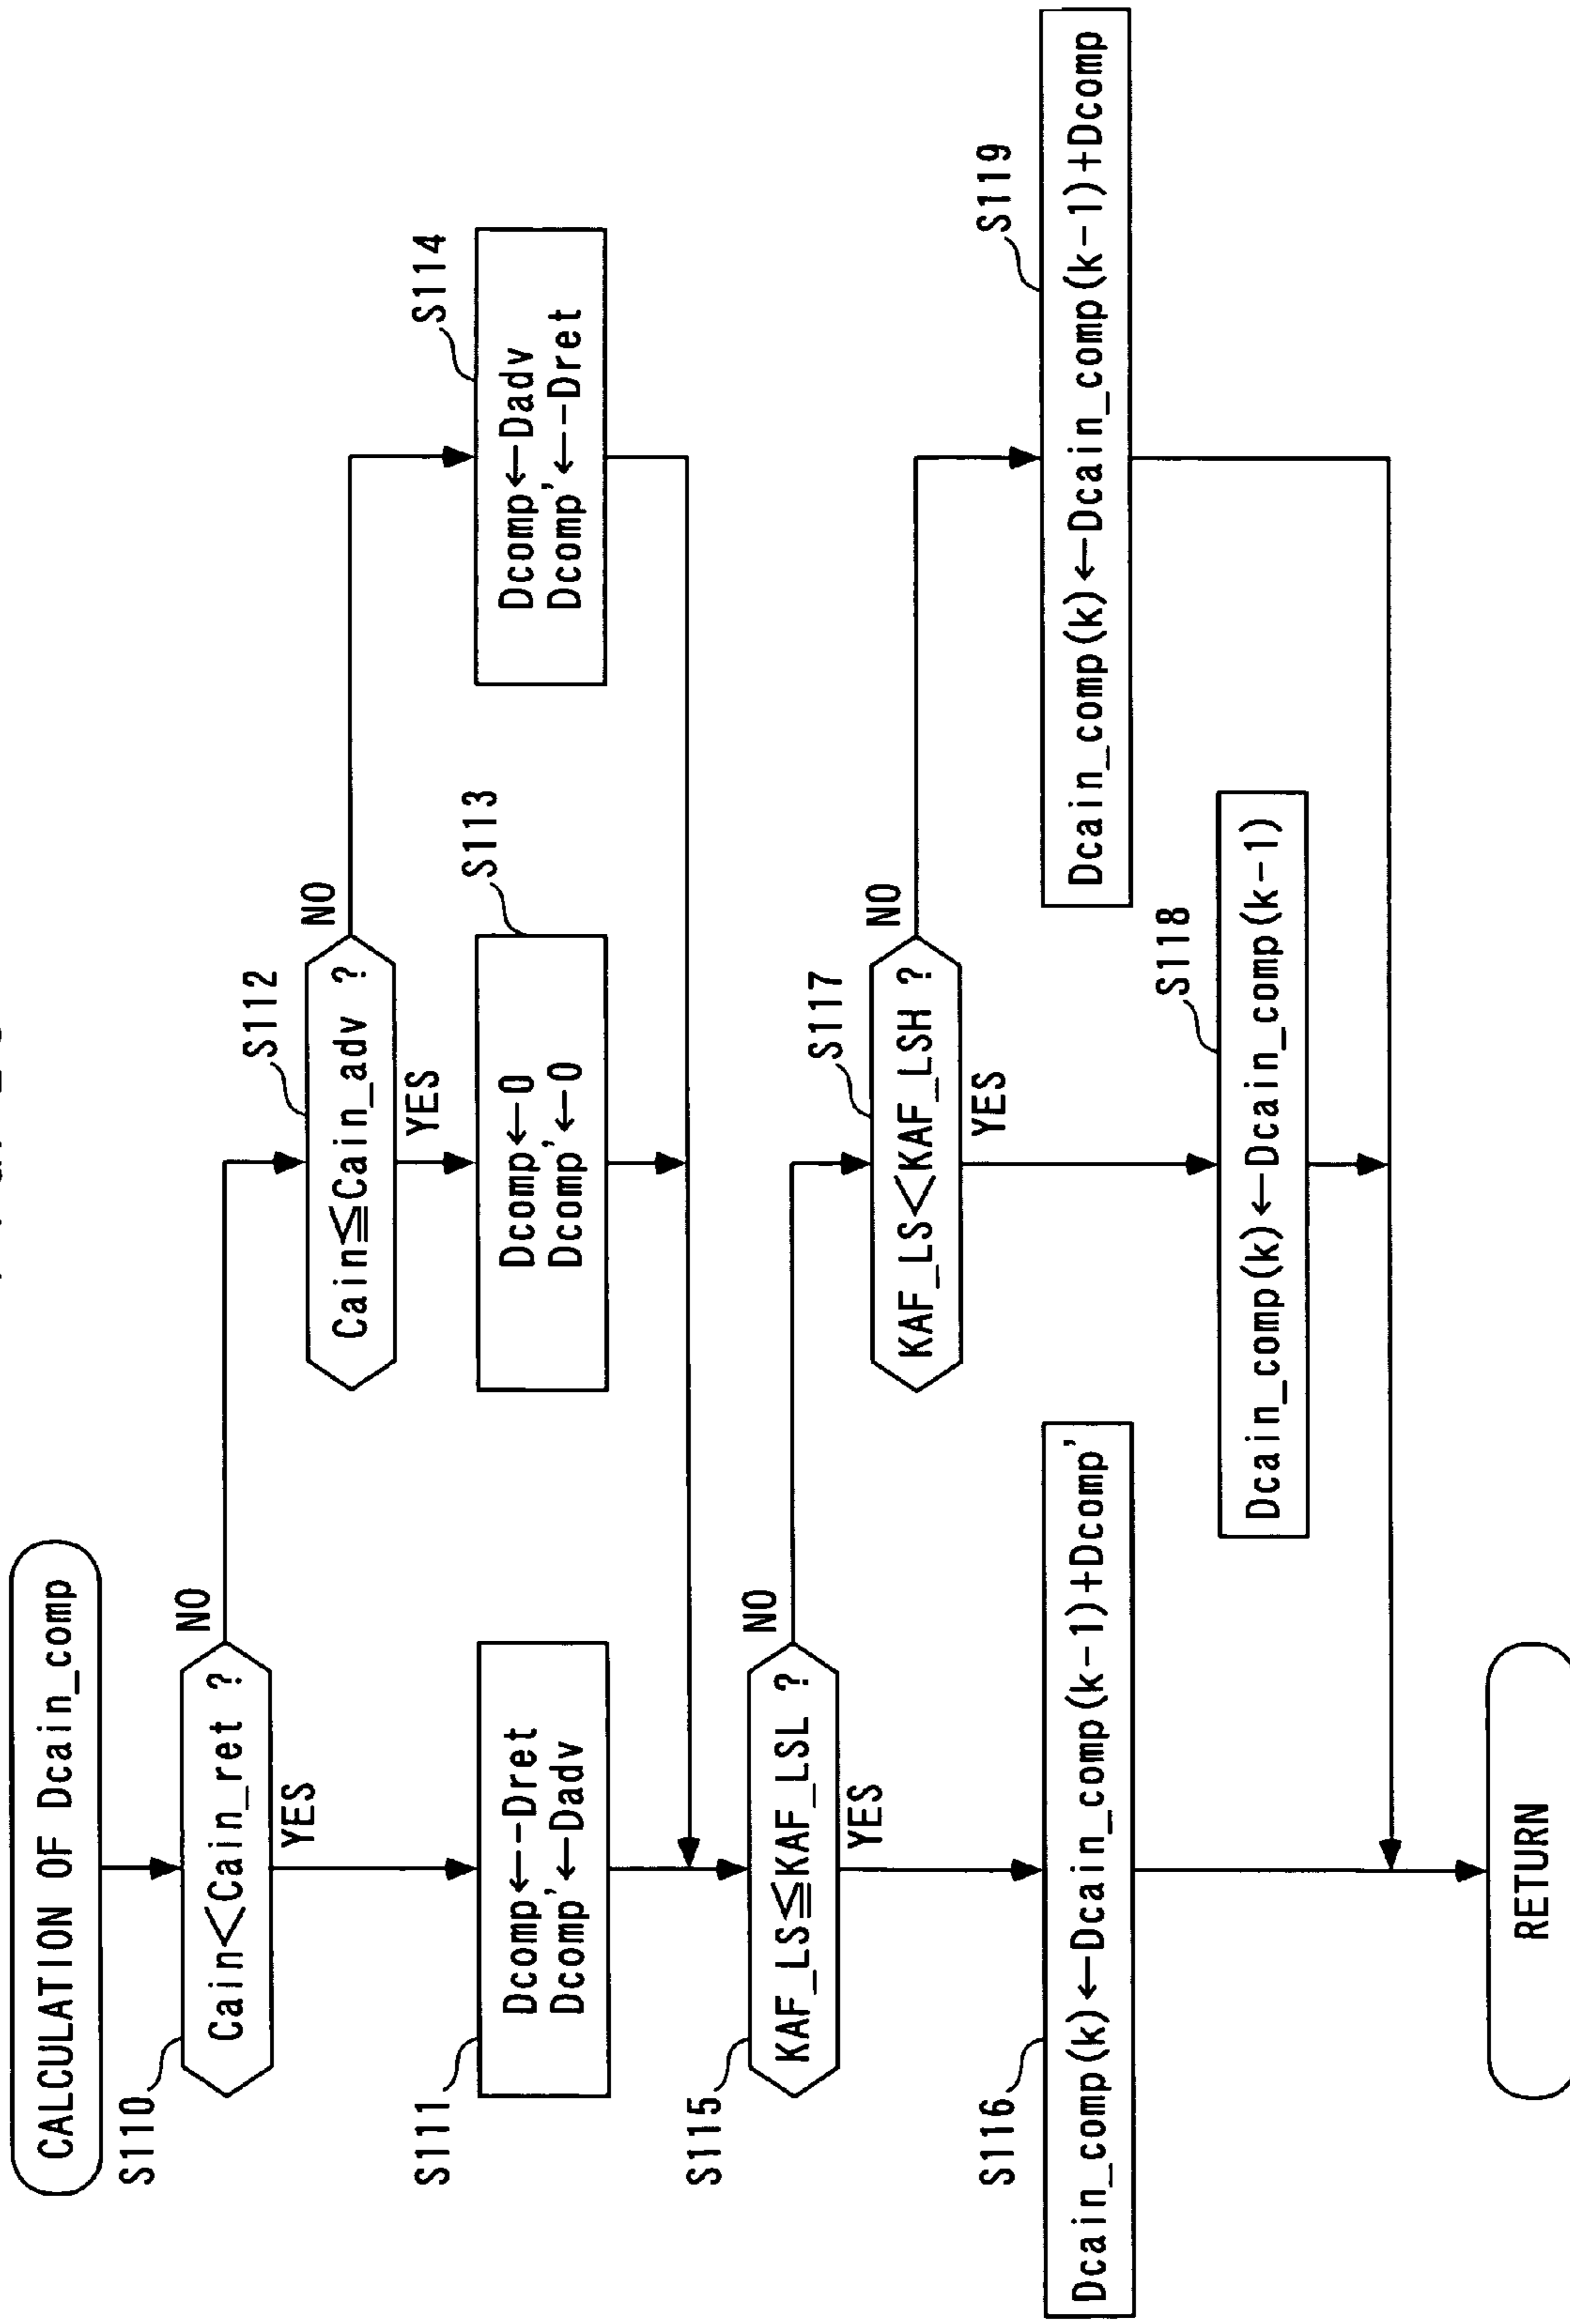 CALCULATION OF Dcain_comp
S110
Cain<Cain_ret ?
NO
YES
S112
Cain≦Cain_adv ?
NO
YES
S111
Dcomp←-Dret
Dcomp'←Dadv
S113
Dcomp←0
Dcomp'←0
S114
Dcomp←Dadv
Dcomp'←-Dret
S115
KAF_LS≦KAF_LSL ?
NO
YES
S117
KAF_LS<KAF_LSH ?
NO
YES
S116
Dcain_comp(k)←Dcain_comp(k-1)+Dcomp'
S118
Dcain_comp(k)←Dcain_comp(k-1)
S119
Dcain_comp(k)←Dcain_comp(k-1)+Dcomp
RETURN